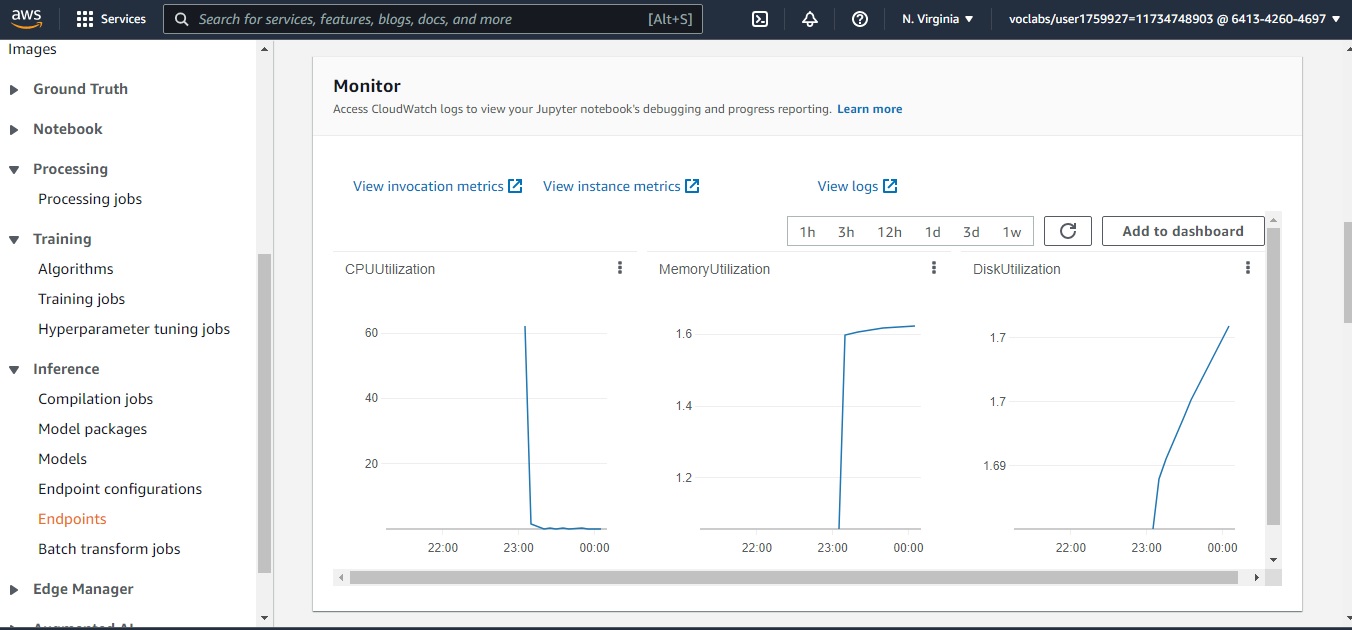 aws
Services
Search for services, features, blogs, docs, and more
[Alt+S]
N. Virginia
voclabs/user1759927=11734748903 @ 6413-4260-4697
Images
Ground Truth
Notebook
Processing
Processing jobs
Training
Algorithms
Training jobs
Hyperparameter tuning jobs
Inference
Compilation jobs
Model packages
Models
Endpoint configurations
Endpoints
Batch transform jobs
Edge Manager
Augmented AI
Monitor
Access CloudWatch logs to view your Jupyter notebook's debugging and progress reporting. Learn more
View invocation metrics
View instance metrics
View logs
1h 3h 12h 1d 3d 1w
Add to dashboard
CPUUtilization
60
40
20
22:00 23:00 00:00
MemoryUtilization
1.6
1.4
1.2
22:00 23:00 00:00
DiskUtilization
1.7
1.7
1.69
22:00 23:00 00:00